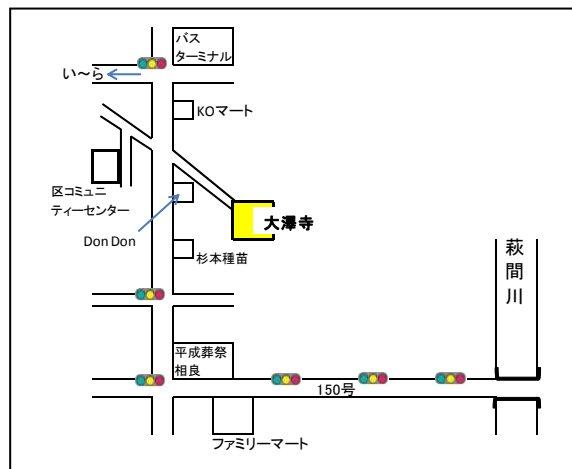 バス
ターミナル
い～ら
KOマート
区コミュニ
ティーセンター
大澤寺
Don Don
杉本種苗
萩間川
平成葬祭
相良
150号
ファミリーマート